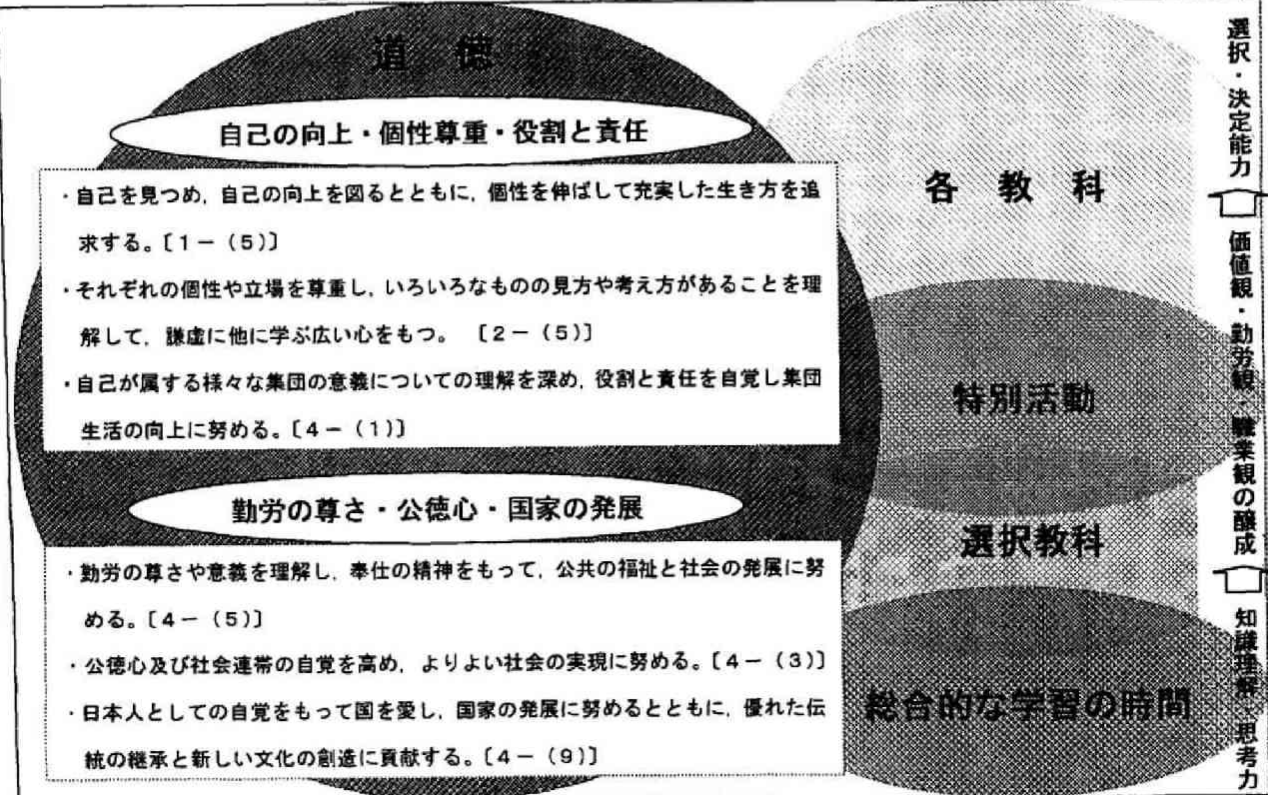 道 徳
自己の向上・個性尊重・役割と責任
・自己を見つめ，自己の向上を図るとともに，個性を伸ばして充実した生き方を追
求する。〔１－（５）〕
・それぞれの個性や立場を尊重し，いろいろなものの見方や考え方があることを理
解して，謙虚に他に学ぶ広い心をもつ。 〔２－（５）〕
・自己が属する様々な集団の意義についての理解を深め，役割と責任を自覚し集団
生活の向上に努める。〔４－（１）〕
勤労の尊さ・公徳心・国家の発展
・勤労の尊さや意義を理解し，奉仕の精神をもって，公共の福祉と社会の発展に努
める。〔４－（５）〕
・公徳心及び社会連帯の自覚を高め，よりよい社会の実現に努める。〔４－（３）〕
・日本人としての自覚をもって国を愛し，国家の発展に努めるとともに，優れた伝
統の継承と新しい文化の創造に貢献する。〔４－（９）〕
各 教 科
特別活動
選択教科
総合的な学習の時間
選択・決定能力
価値観・勤労観・職業観の醸成
知識理解・思考力